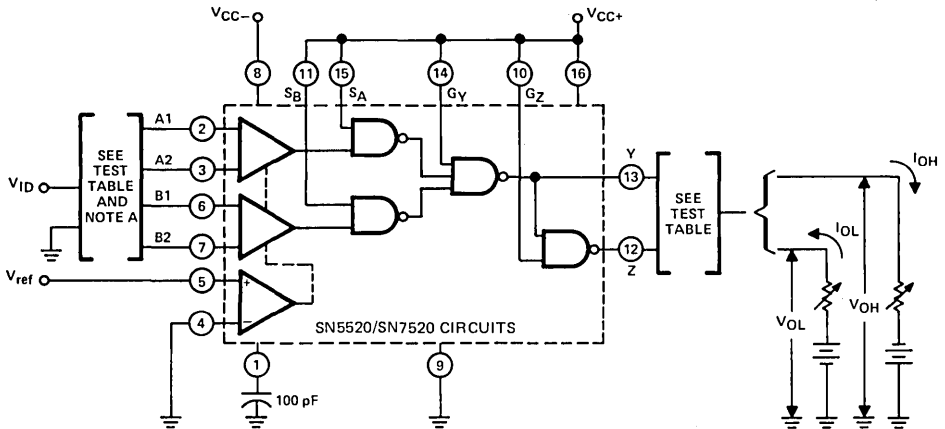 VCC−
VCC+
8
11
15
14
10
16
SB
SA
GY
GZ
A1
2
A2
3
B1
6
B2
7
VID
SEE
TEST
TABLE
AND
NOTE A
Vref
5
+
4
−
Y
13
12
Z
SEE
TEST
TABLE
IOH
IOL
VOL
VOH
SN5520/SN7520 CIRCUITS
1
9
100 pF